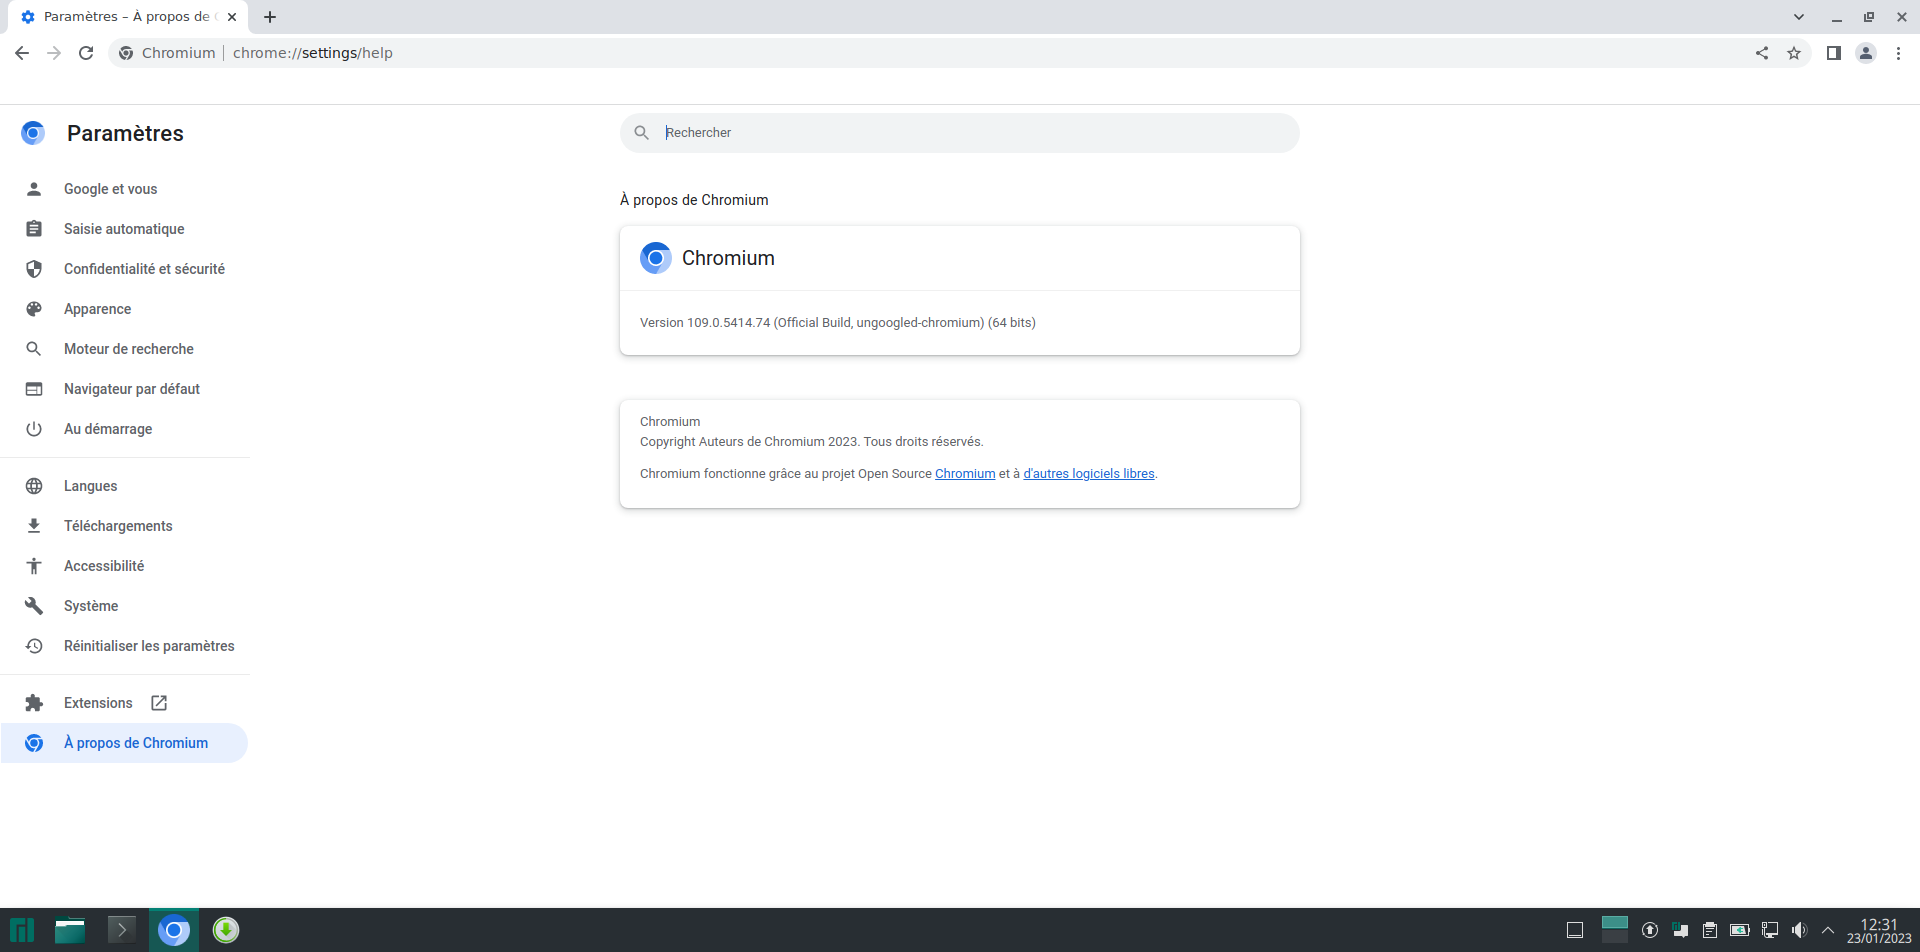 Paramètres – À propos de
Chromium chrome://settings/help
Paramètres
Rechercher
Google et vous
Saisie automatique
Confidentialité et sécurité
Apparence
Moteur de recherche
Navigateur par défaut
Au démarrage
Langues
Téléchargements
Accessibilité
Système
Réinitialiser les paramètres
Extensions
À propos de Chromium
À propos de Chromium
Chromium
Version 109.0.5414.74 (Official Build, ungoogled-chromium) (64 bits)
Chromium
Copyright Auteurs de Chromium 2023. Tous droits réservés.
Chromium fonctionne grâce au projet Open Source Chromium et à d'autres logiciels libres.
12:31
23/01/2023